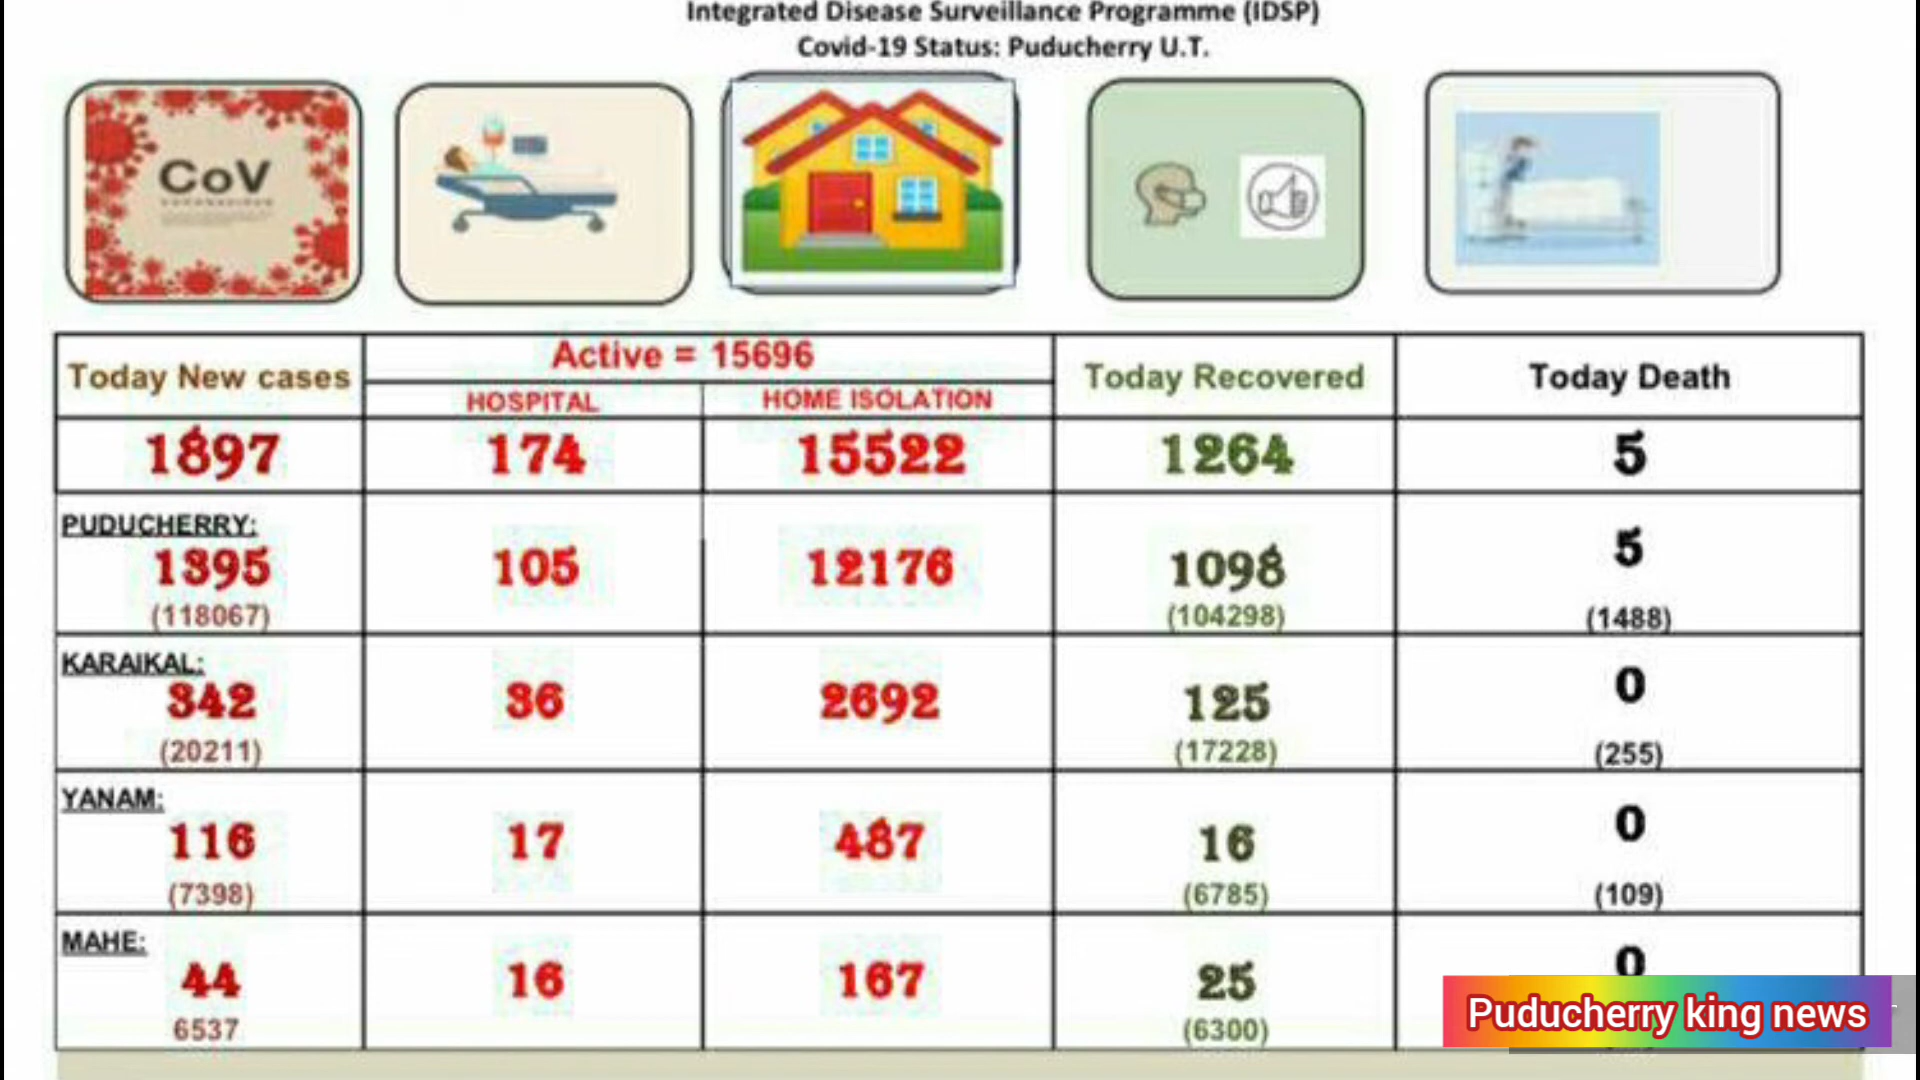 Integrated Disease Surveillance Programme (IDSP)
Covid-19 Status: Puducherry U.T.
CoV
Today New cases
Active = 15696
HOSPITAL
HOME ISOLATION
Today Recovered
Today Death
1897 174 15522 1264 5
PUDUCHERRY:
1395 105 12176 1098 5
(118067) (104298) (1488)
KARAIKAL:
342 36 2692 125 0
(20211) (17228) (255)
YANAM:
116 17 487 16 0
(7398) (6785) (109)
MAHE:
44 16 167 25 0
6537 (6300)
Puducherry king news